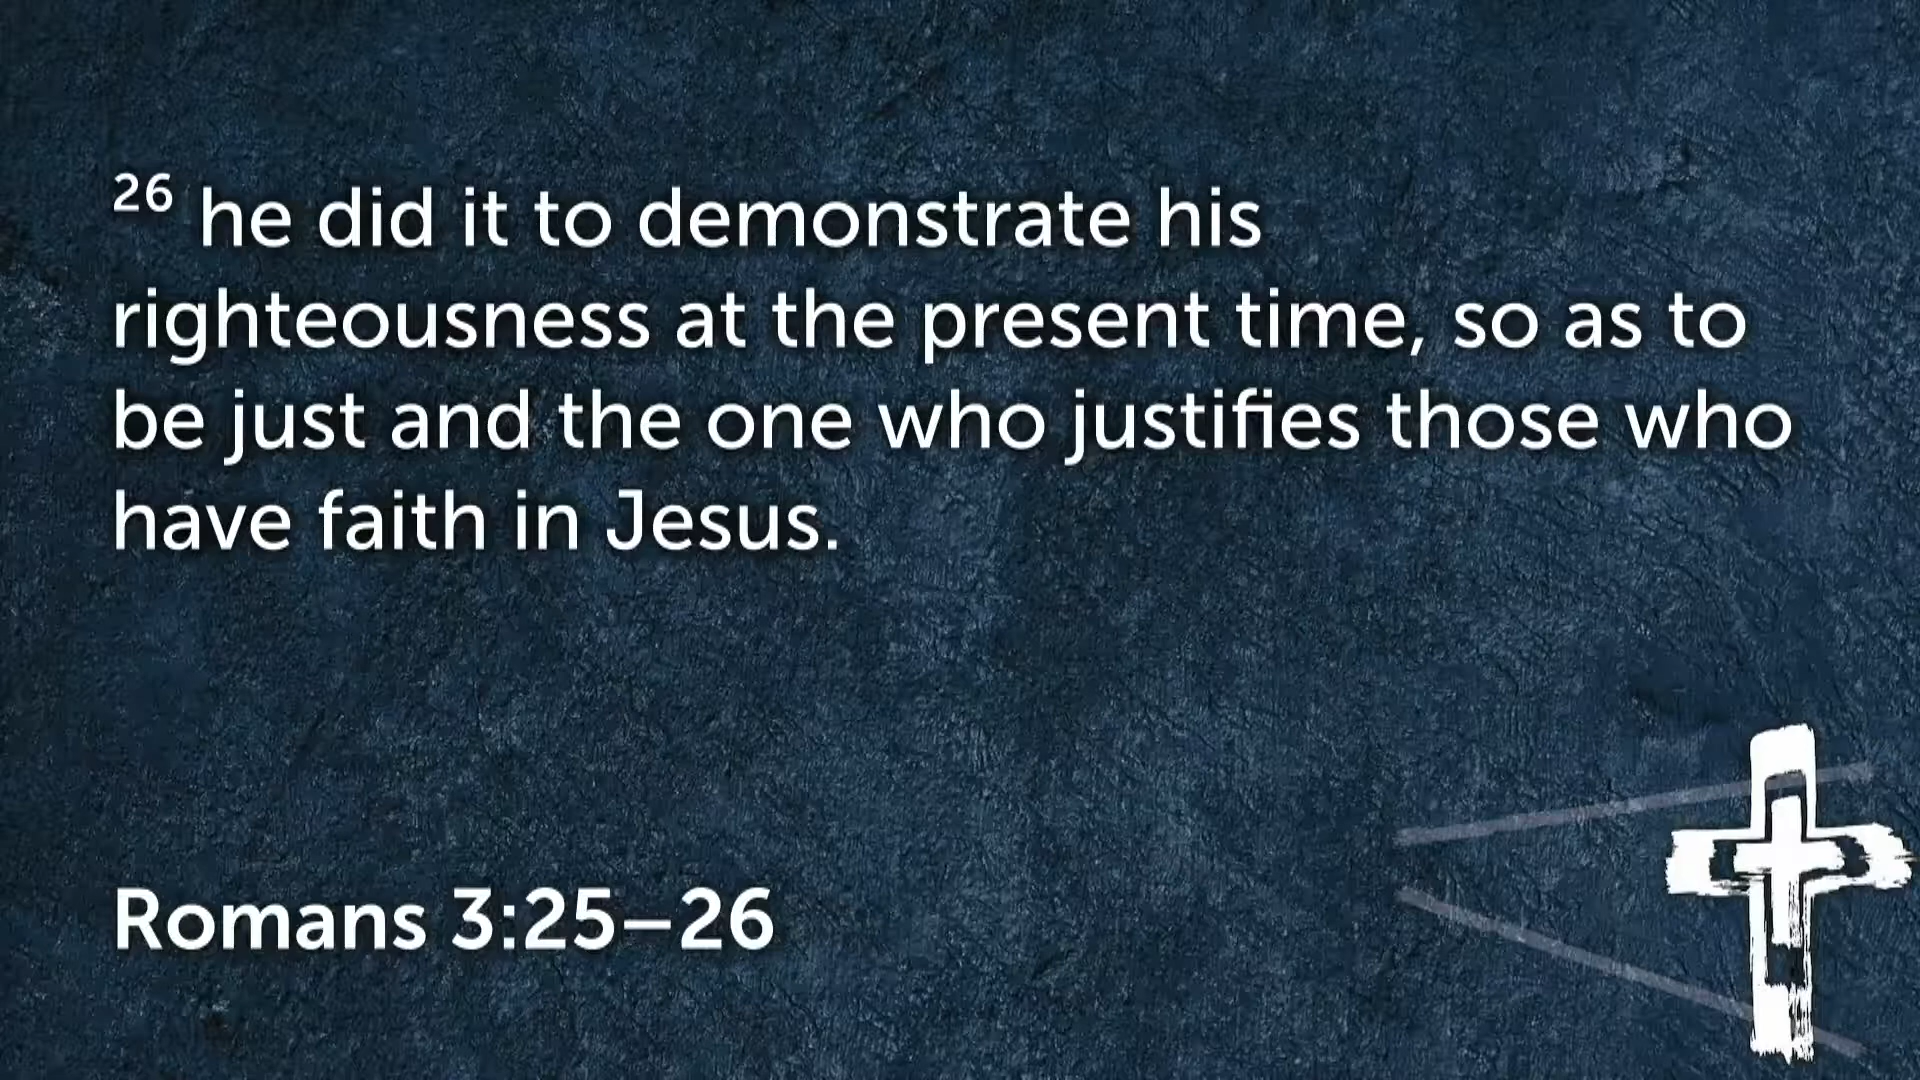 26 he did it to demonstrate his
righteousness at the present time, so as to
be just and the one who justifies those who
have faith in Jesus.
Romans 3:25–26